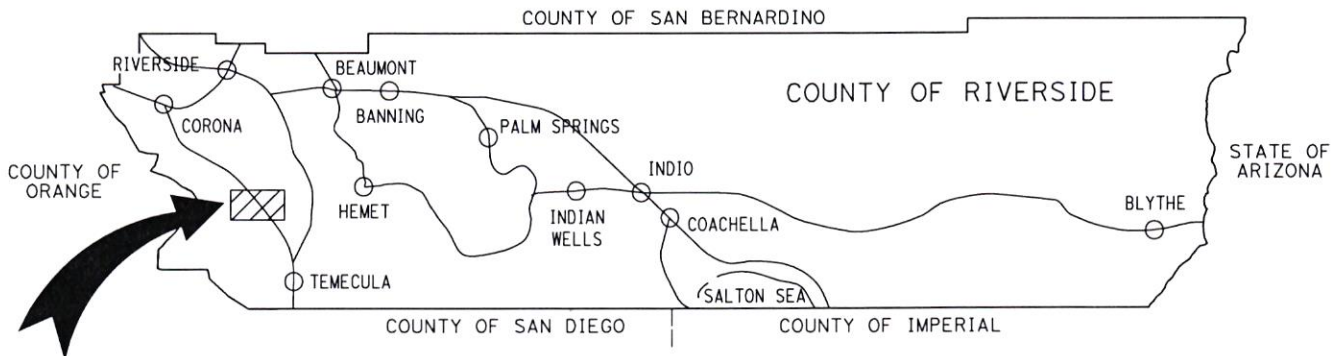 COUNTY OF SAN BERNARDINO
RIVERSIDE
BEAUMONT
COUNTY OF RIVERSIDE
BANNING
CORONA
PALM SPRINGS
COUNTY OF
ORANGE
STATE OF
ARIZONA
INDIO
HEMET
INDIAN
WELLS
COACHELLA
BLYTHE
TEMECULA
SALTON SEA
COUNTY OF SAN DIEGO
COUNTY OF IMPERIAL